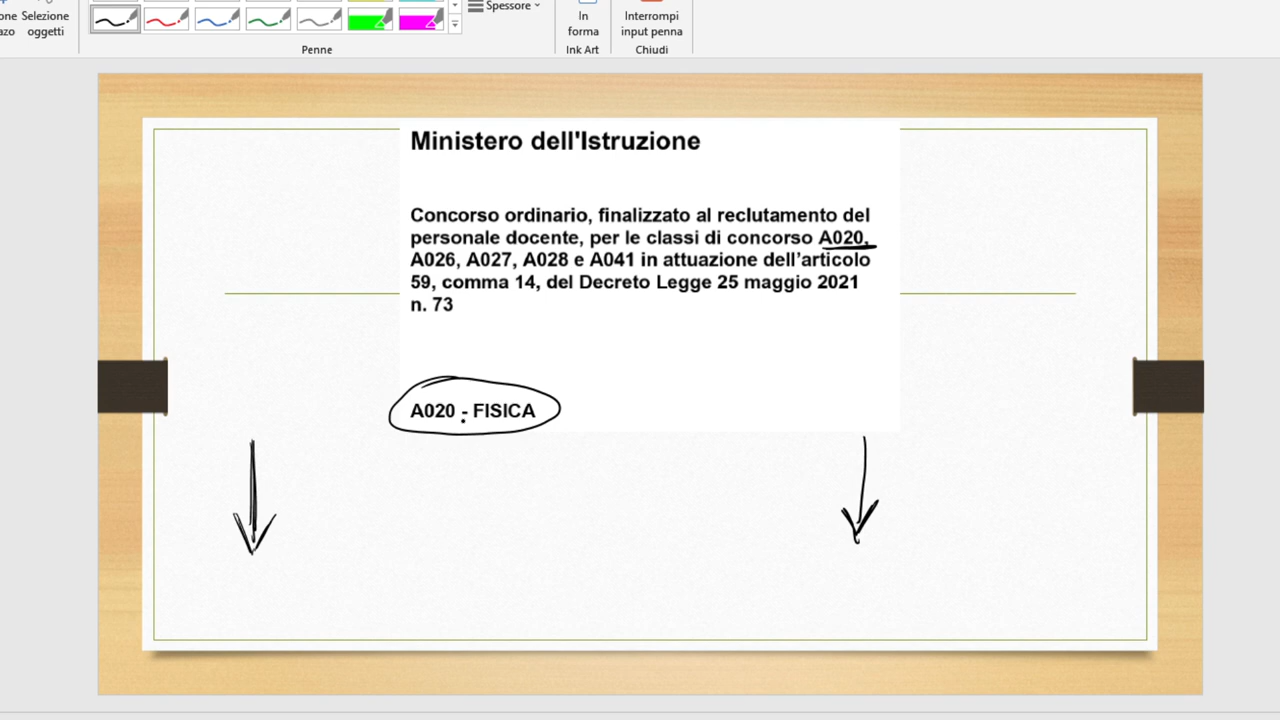 one
azo
Selezione
oggetti
Penne
Spessore
In
forma
Ink Art
Interrompi
input penna
Chiudi
Ministero dell'Istruzione
Concorso ordinario, finalizzato al reclutamento del
personale docente, per le classi di concorso A020,
A026, A027, A028 e A041 in attuazione dell'articolo
59, comma 14, del Decreto Legge 25 maggio 2021
n. 73
A020 - FISICA